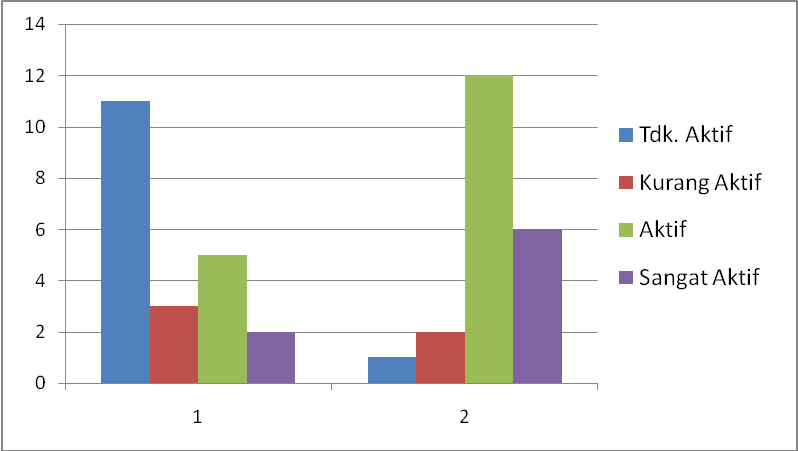 14
12
10
8
6
4
2
0
1
2
Tdk. Aktif
Kurang Aktif
Aktif
Sangat Aktif